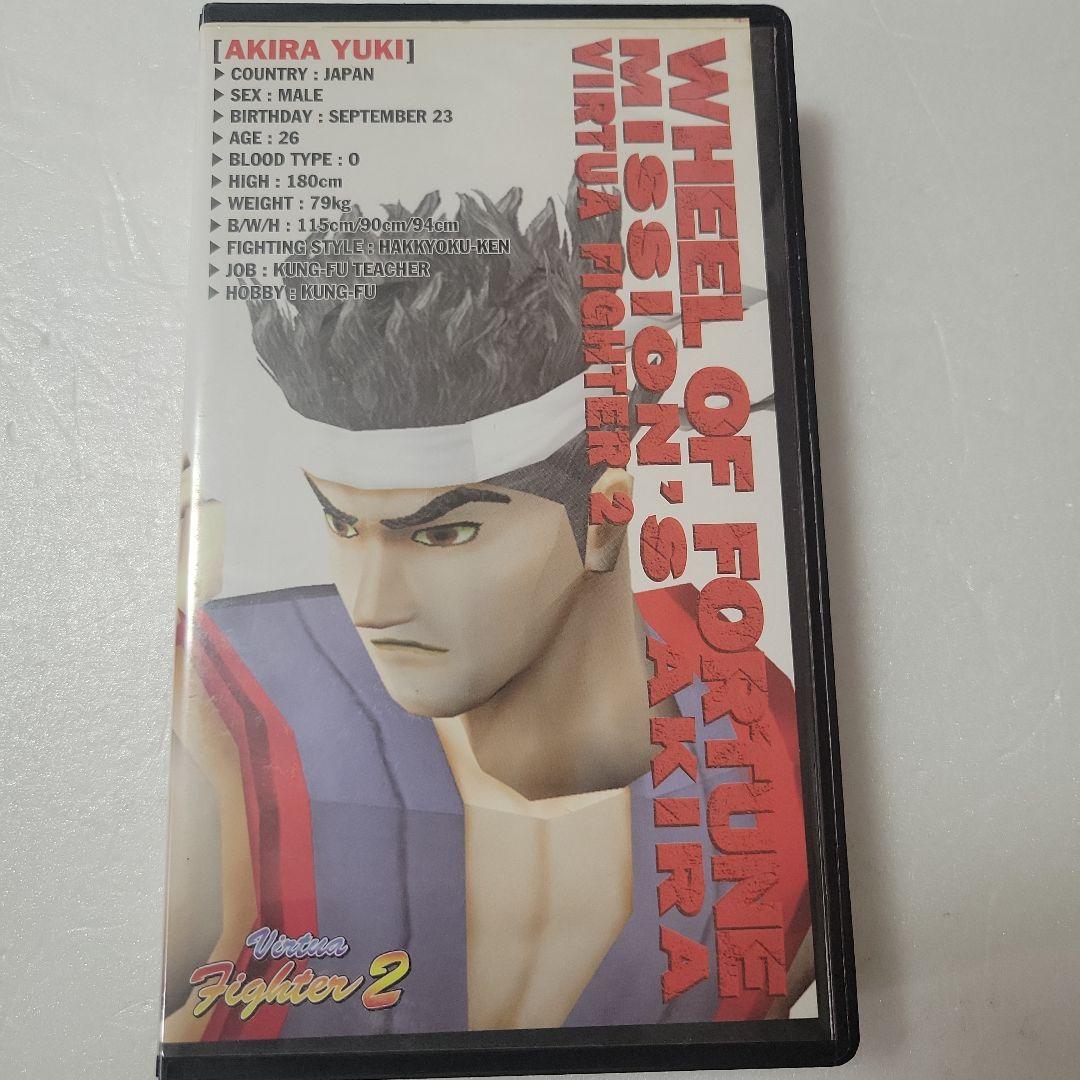 [AKIRA YUKI]
▶ COUNTRY : JAPAN
▶ SEX : MALE
▶ BIRTHDAY : SEPTEMBER 23
▶ AGE : 26
▶ BLOOD TYPE : O
▶ HIGH : 180cm
▶ WEIGHT : 79kg
▶ B/W/H : 115cm/90cm/94cm
▶ FIGHTING STYLE : HAKKYOKU-KEN
▶ JOB : KUNG-FU TEACHER
▶ HOBBY : KUNG-FU
WHEEL OF FORTUNE
MISSION'S AKIRA
VIRTUA FIGHTER 2
Virtua
Fighter 2